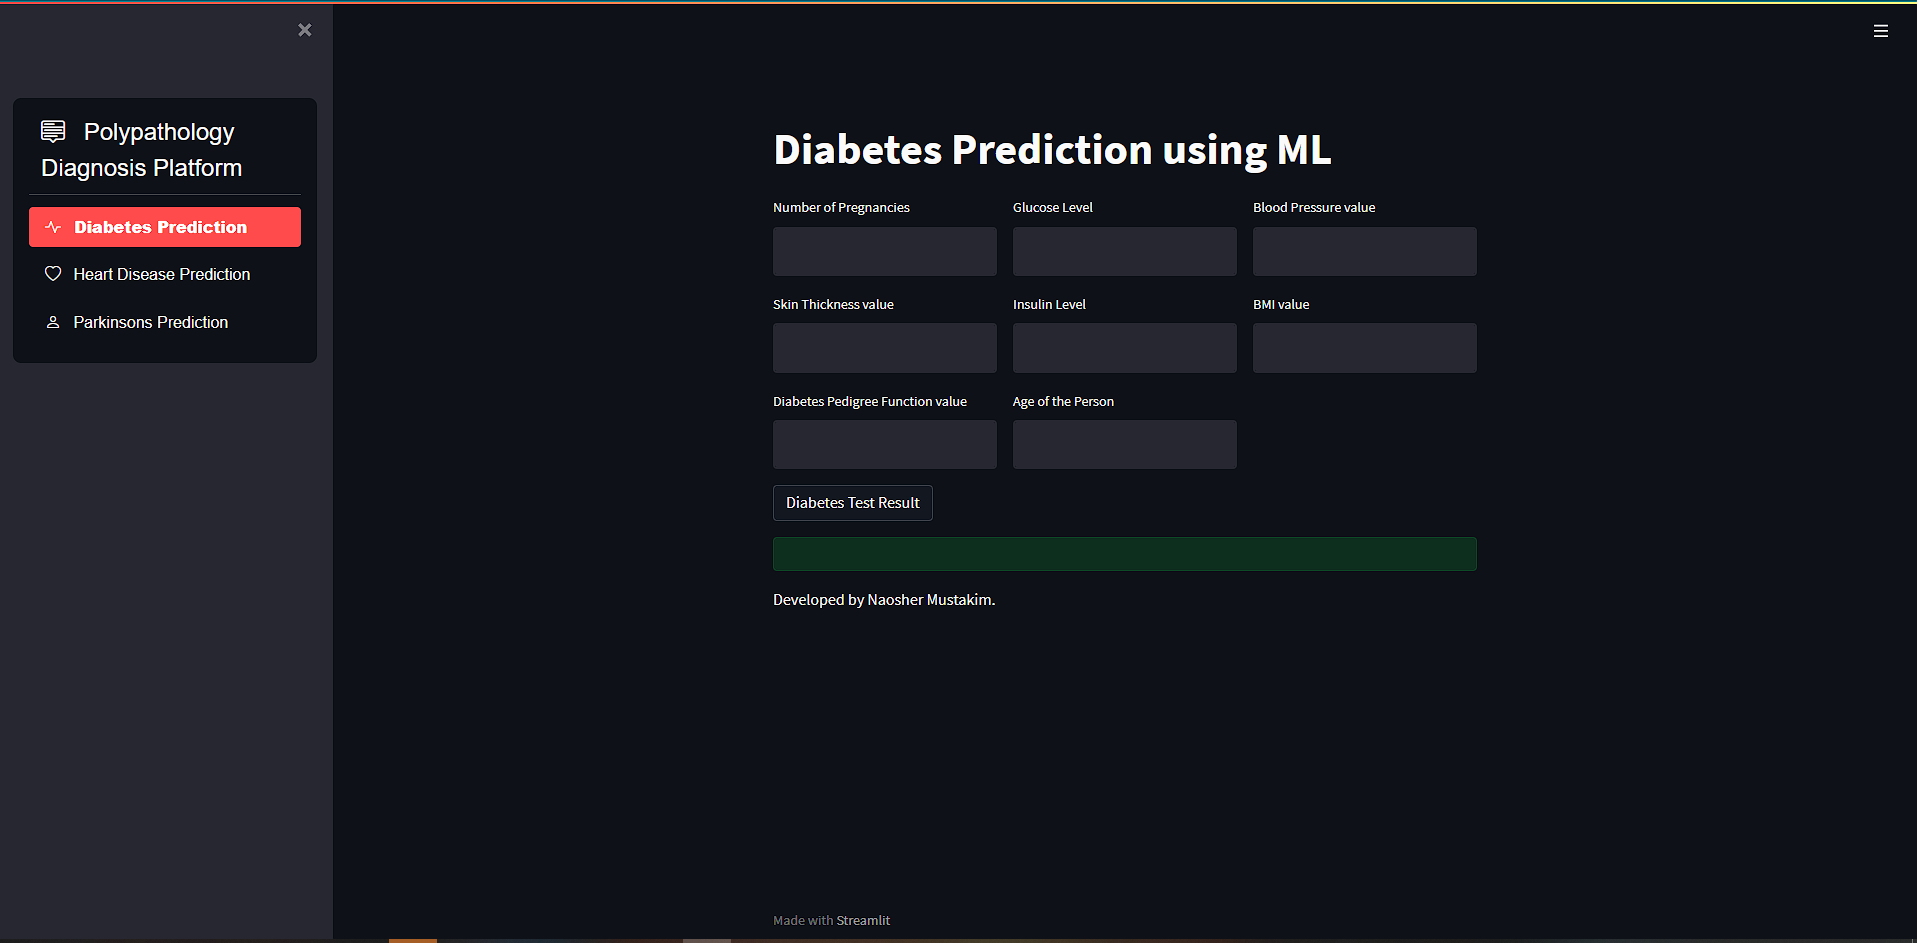 Polypathology
Diagnosis Platform
Diabetes Prediction
Heart Disease Prediction
Parkinsons Prediction
Diabetes Prediction using ML
Number of Pregnancies
Glucose Level
Blood Pressure value
Skin Thickness value
Insulin Level
BMI value
Diabetes Pedigree Function value
Age of the Person
Diabetes Test Result
Developed by Naosher Mustakim.
Made with Streamlit